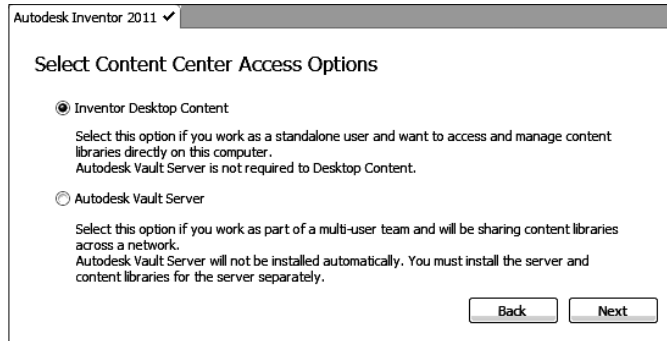 Autodesk Inventor 2011 ✔
Select Content Center Access Options
Inventor Desktop Content
Select this option if you work as a standalone user and want to access and manage content
libraries directly on this computer.
Autodesk Vault Server is not required to Desktop Content.
Autodesk Vault Server
Select this option if you work as part of a multi-user team and will be sharing content libraries
across a network.
Autodesk Vault Server will not be installed automatically. You must install the server and
content libraries for the server separately.
Back Next